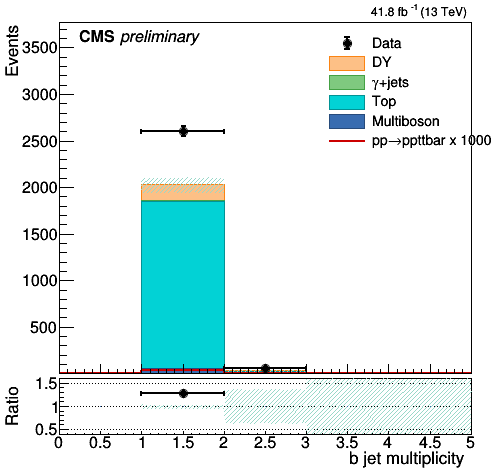 41.8 fb⁻¹ (13 TeV)
CMS preliminary
Events
3500
3000
2500
2000
1500
1000
500
Data
DY
γ+jets
Top
Multiboson
pp→ppttbar x 1000
Ratio
1.5
1
0.5
0 0.5 1 1.5 2 2.5 3 3.5 4 4.5 5
b jet multiplicity